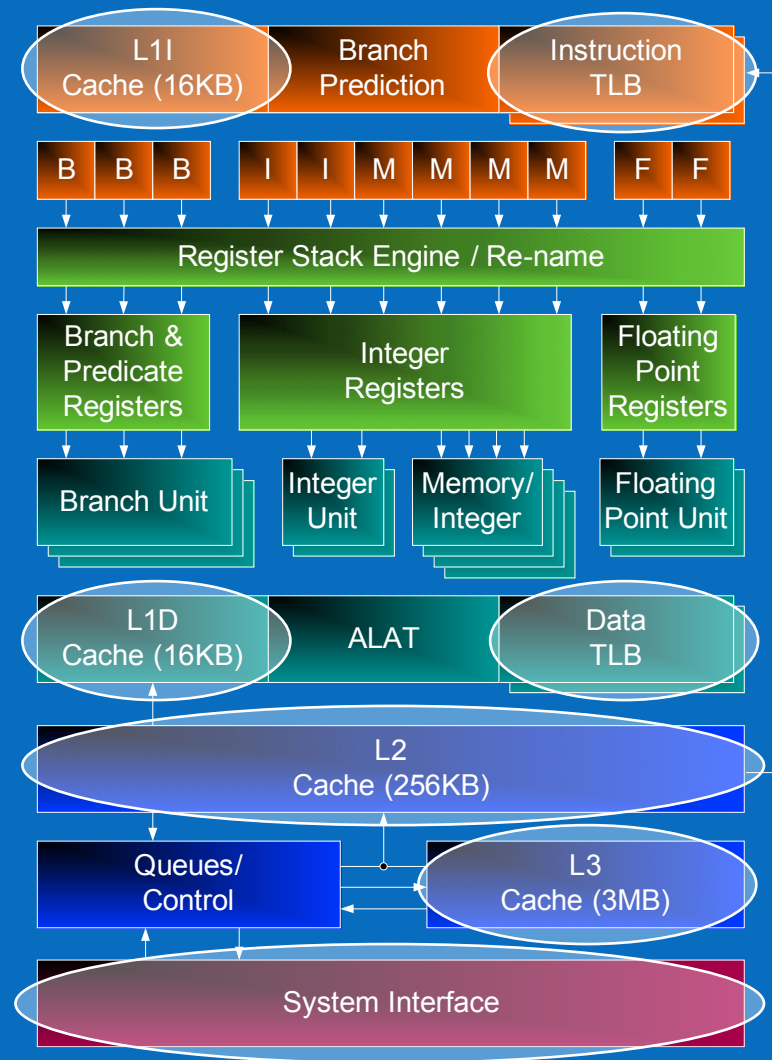 L1I
Cache (16KB)
Branch
Prediction
Instruction
TLB
B B B I I M M M M F F
Register Stack Engine / Re-name
Branch &
Predicate
Registers
Integer
Registers
Floating
Point
Registers
Branch Unit
Integer
Unit
Memory/
Integer
Floating
Point Unit
L1D
Cache (16KB)
ALAT
Data
TLB
L2
Cache (256KB)
Queues/
Control
L3
Cache (3MB)
System Interface